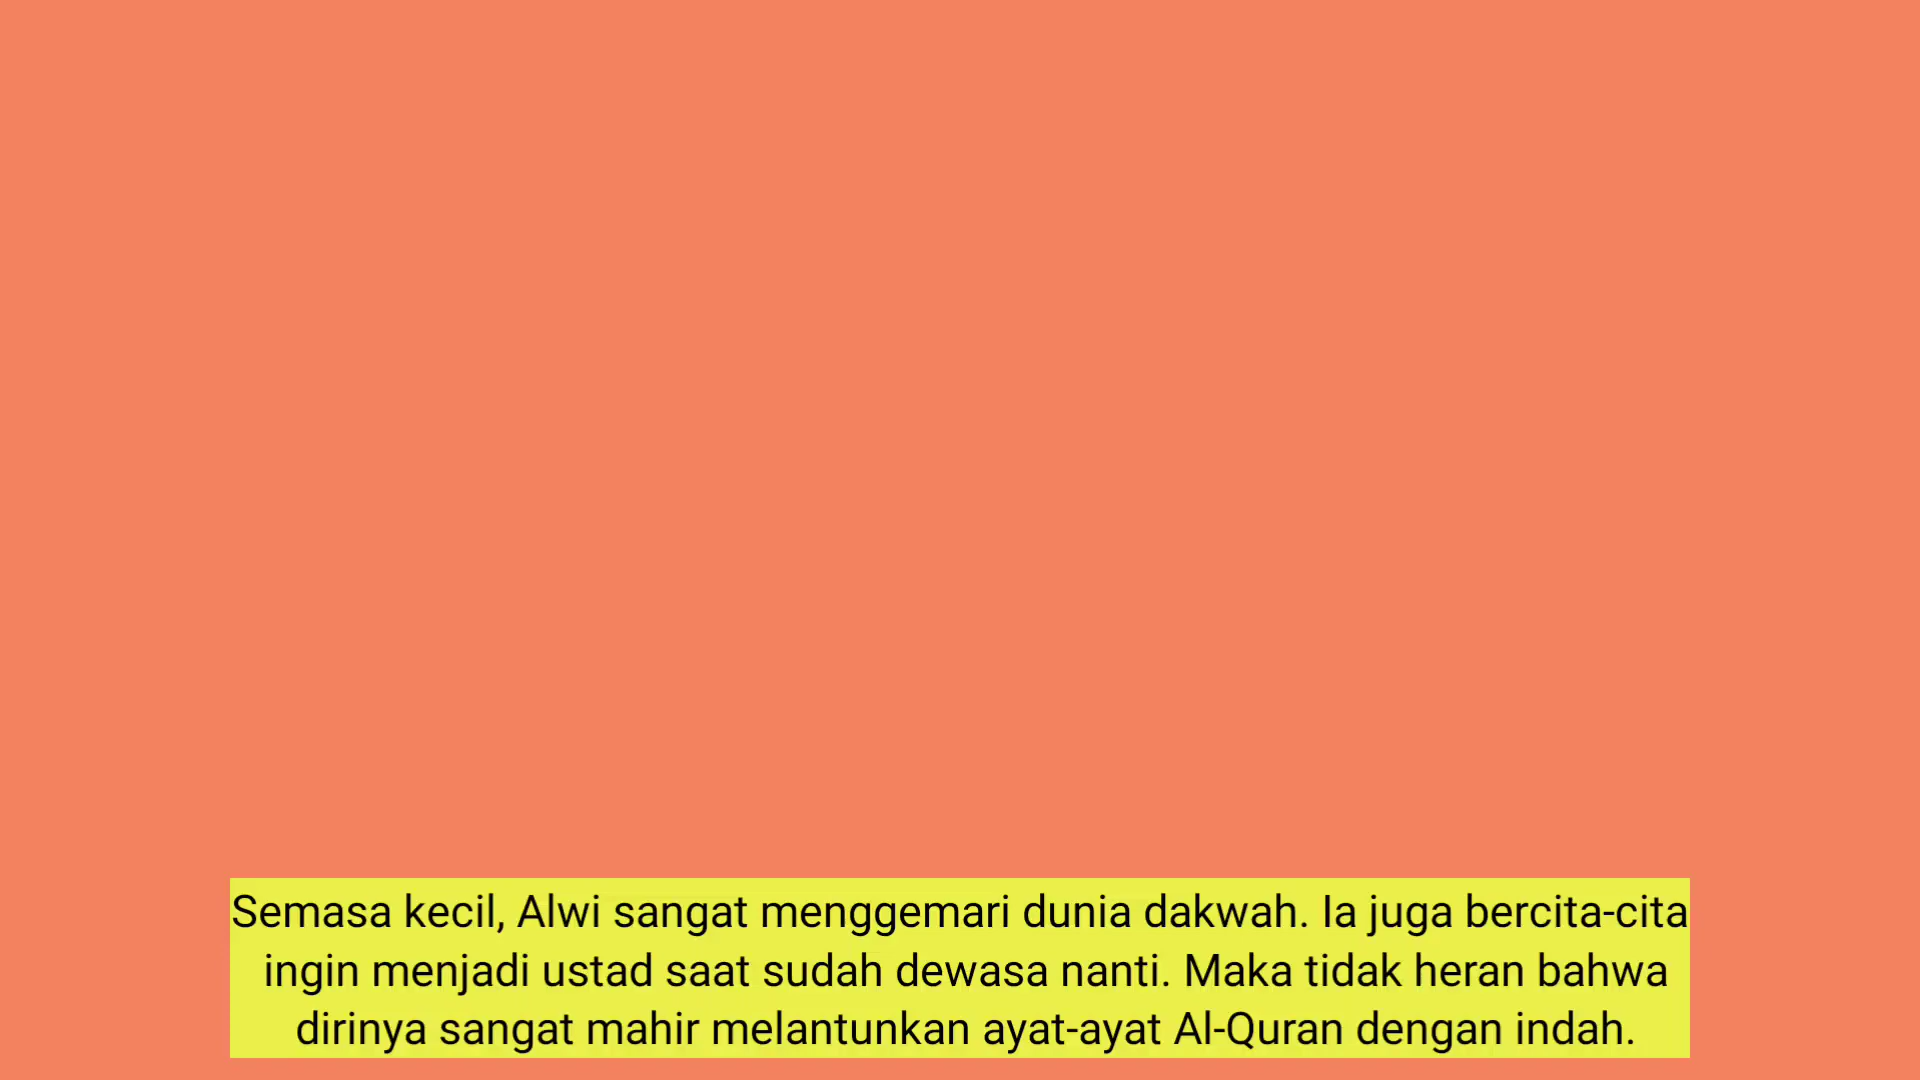 Semasa kecil, Alwi sangat menggemari dunia dakwah. Ia juga bercita-cita
ingin menjadi ustad saat sudah dewasa nanti. Maka tidak heran bahwa
dirinya sangat mahir melantunkan ayat-ayat Al-Quran dengan indah.